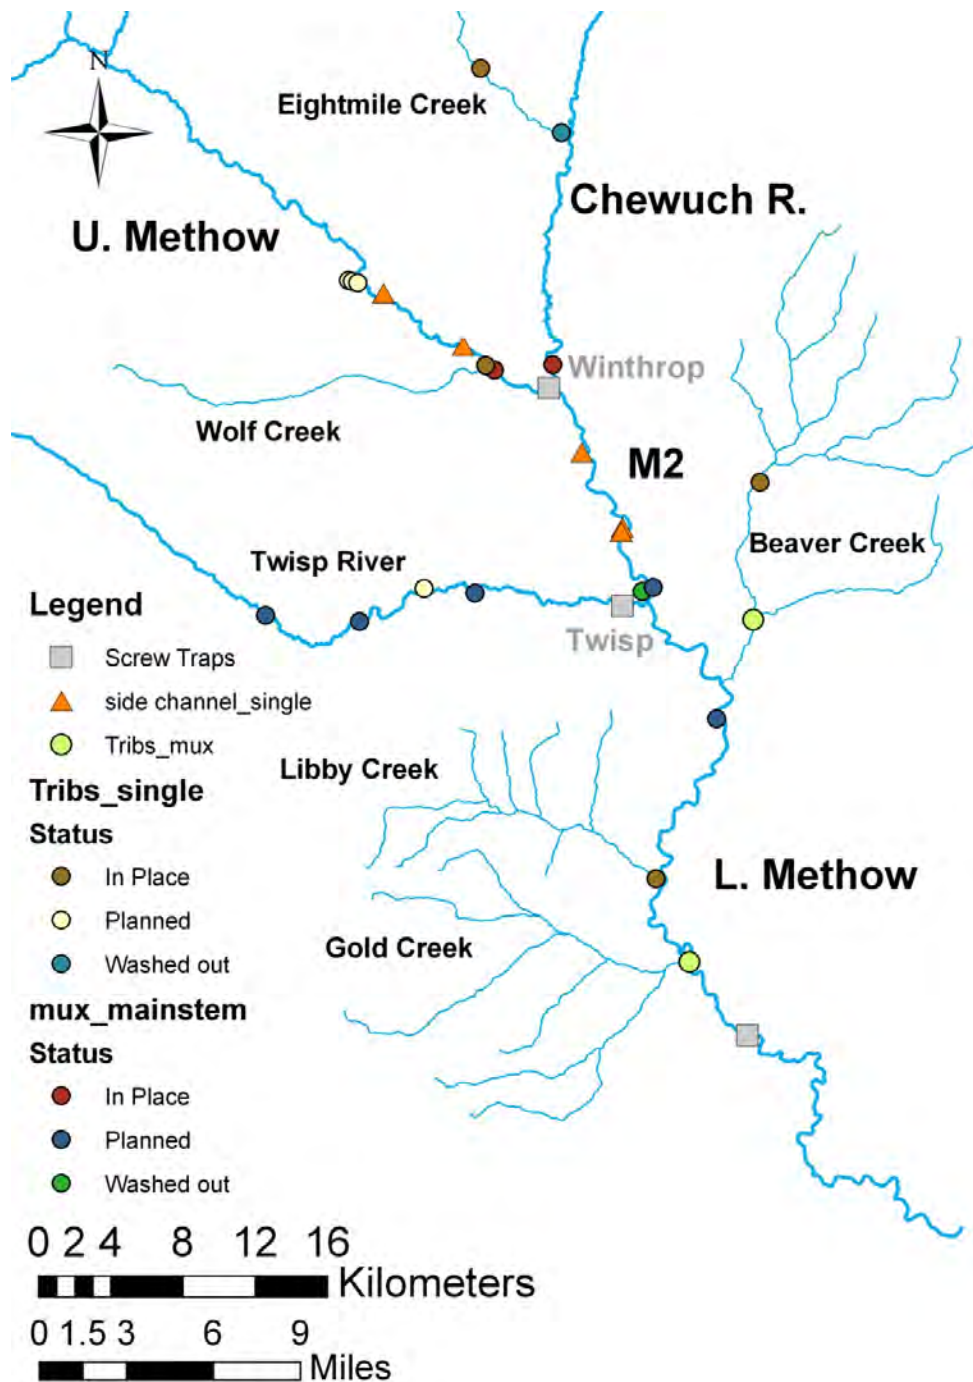 N
Eightmile Creek
Chewuch R.
U. Methow
Winthrop
Wolf Creek
M2
Beaver Creek
Twisp River
Twisp
Legend
Screw Traps
side channel_single
Tribs_mux
Tribs_single
Status
In Place
Planned
Washed out
mux_mainstem
Status
In Place
Planned
Washed out
Libby Creek
L. Methow
Gold Creek
0 2 4 8 12 16
Kilometers
0 1.5 3 6 9
Miles